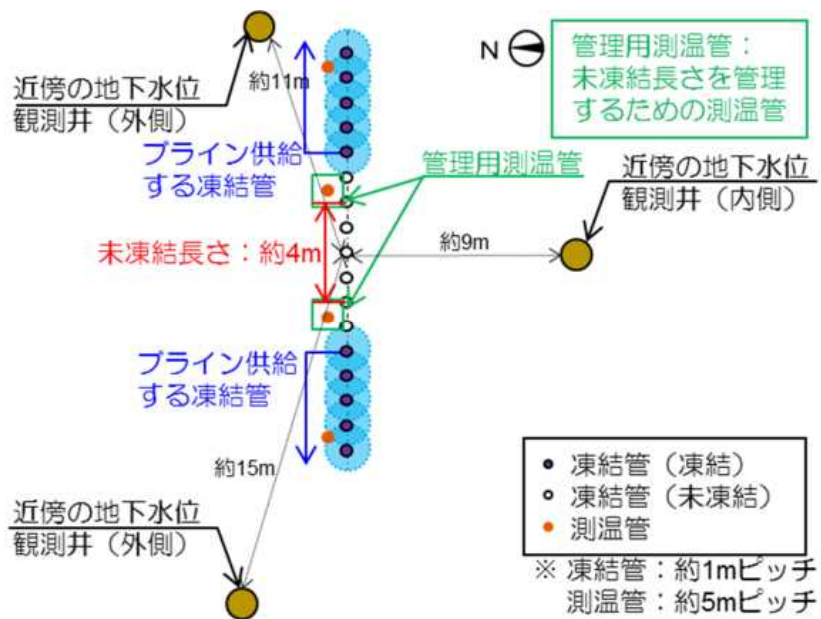 N
管理用測温管：
未凍結長さを管理
するための測温管
近傍の地下水位
観測井（外側）
約11m
ブライン供給
する凍結管
管理用測温管
近傍の地下水位
観測井（内側）
約9m
未凍結長さ：約4m
ブライン供給
する凍結管
約15m
近傍の地下水位
観測井（外側）
凍結管（凍結）
凍結管（未凍結）
測温管
※ 凍結管：約1mピッチ
測温管：約5mピッチ